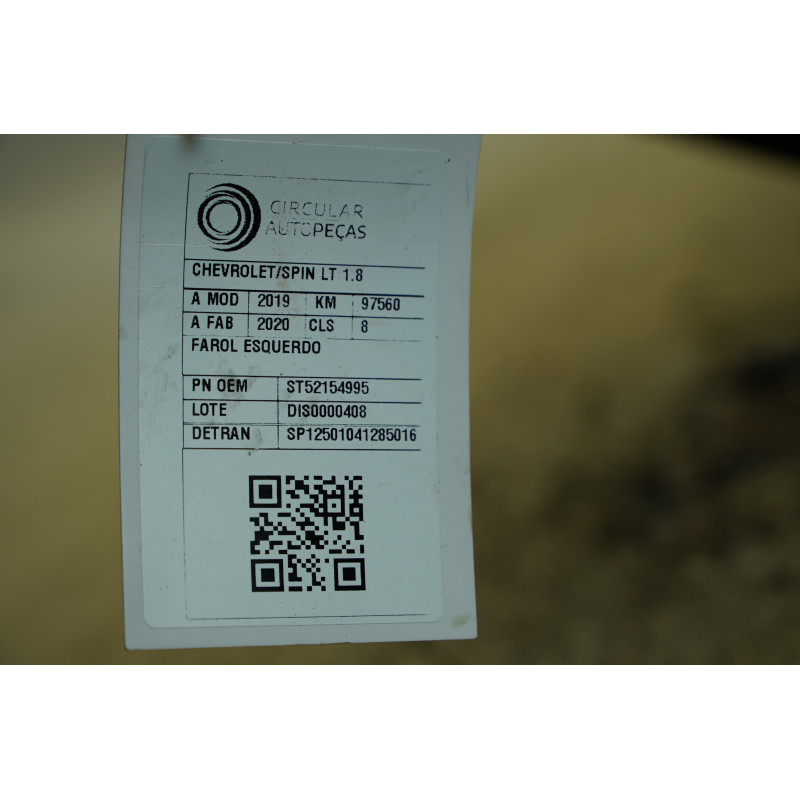 CIRCULAR
AUTOPEÇAS
CHEVROLET/SPIN LT 1.8
A MOD 2019 KM 97560
A FAB 2020 CLS 8
FAROL ESQUERDO
PN OEM ST52154995
LOTE DIS0000408
DETRAN SP12501041285016